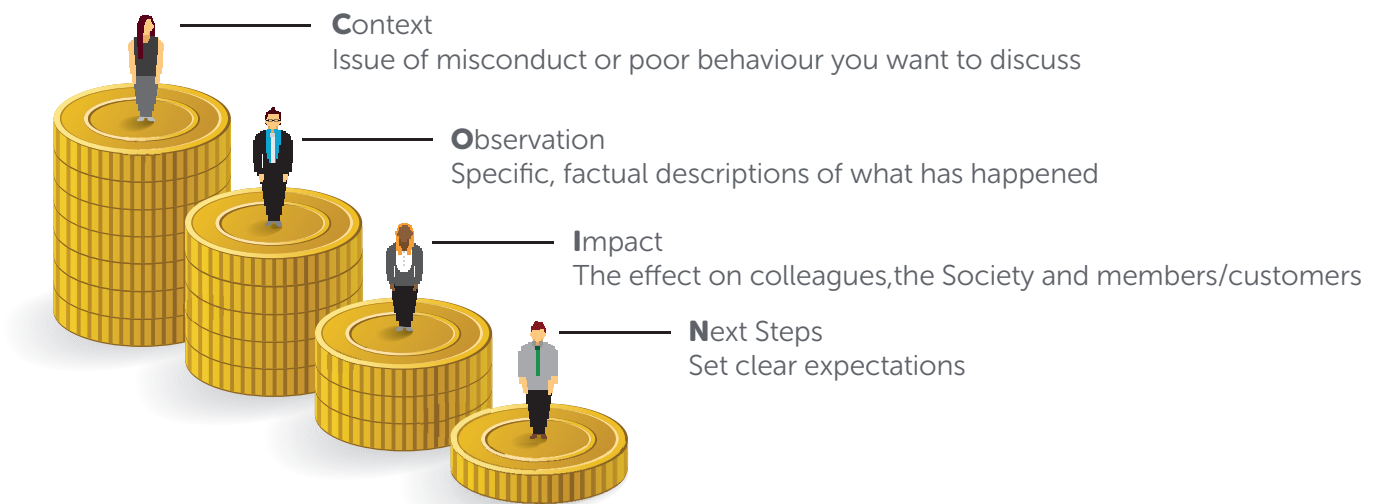 Context
Issue of misconduct or poor behaviour you want to discuss
Observation
Specific, factual descriptions of what has happened
Impact
The effect on colleagues,the Society and members/customers
Next Steps
Set clear expectations